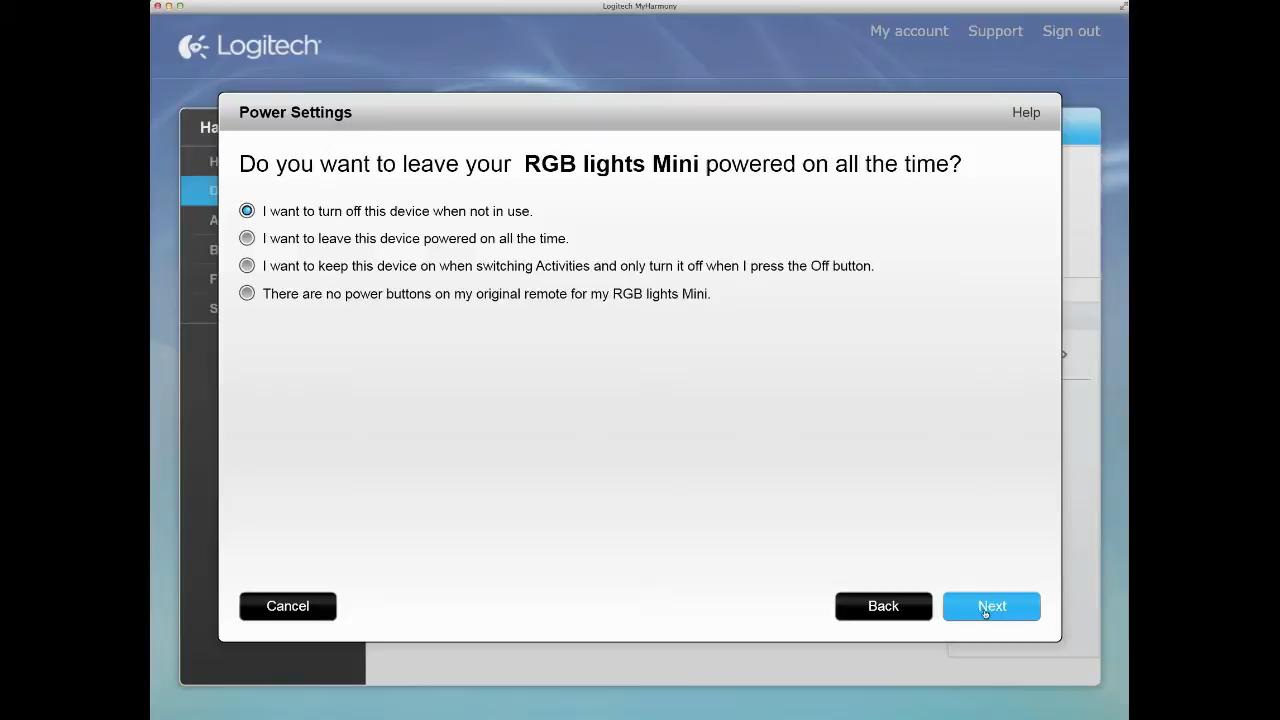 Logitech MyHarmony
Logitech
My account Support Sign out
Ha
Power Settings
Help
Do you want to leave your RGB lights Mini powered on all the time?
H
D
A
B
F
S
I want to turn off this device when not in use.
I want to leave this device powered on all the time.
I want to keep this device on when switching Activities and only turn it off when I press the Off button.
There are no power buttons on my original remote for my RGB lights Mini.
Cancel
Back
Next